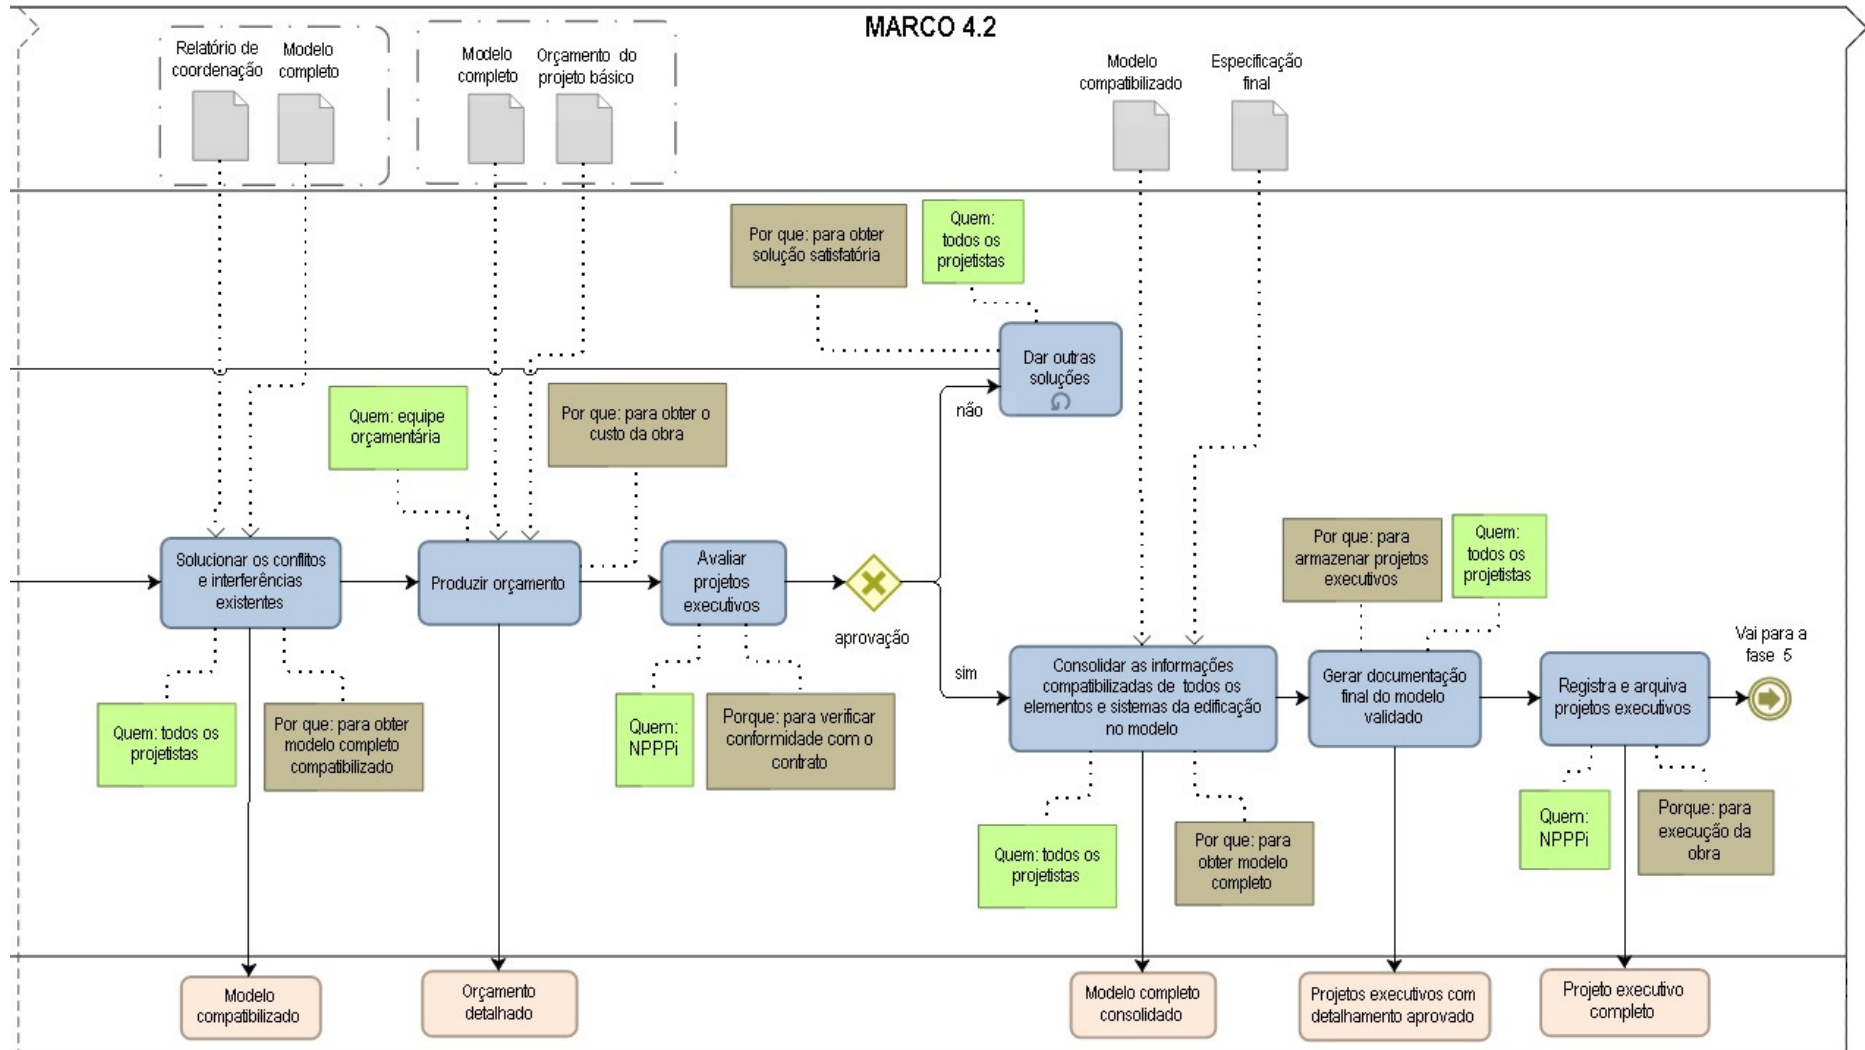 MARCO 4.2
Relatório de
coordenação
Modelo
completo
Modelo
completo
Orçamento do
projeto básico
Modelo
compatibilizado
Especificação
final
Por que: para obter
solução satisfatória
Quem:
todos os
projetistas
Dar outras
soluções
não
Quem: equipe
orçamentária
Por que: para obter o
custo da obra
Solucionar os conflitos
e interferências
existentes
Produzir orçamento
Avaliar
projetos
executivos
aprovação
sim
Por que: para
armazenar projetos
executivos
Quem:
todos os
projetistas
Consolidar as informações
compatibilizadas de todos os
elementos e sistemas da edificação
no modelo
Gerar documentação
final do modelo
validado
Registra e arquiva
projetos executivos
Vai para a
fase 5
Quem: todos os
projetistas
Por que: para obter
modelo completo
compatibilizado
Quem:
NPPPi
Porque: para verificar
conformidade com o
contrato
Quem: todos os
projetistas
Por que: para
obter modelo
completo
Quem:
NPPPi
Porque: para
execução da
obra
Modelo
compatibilizado
Orçamento
detalhado
Modelo completo
consolidado
Projetos executivos com
detalhamento aprovado
Projeto executivo
completo